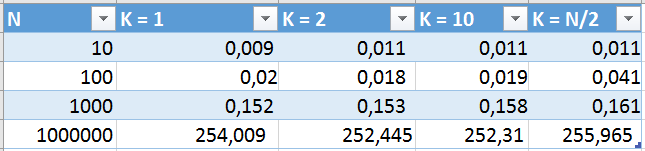 N K = 1 K = 2 K = 10 K = N/2
10 0,009 0,011 0,011 0,011
100 0,02 0,018 0,019 0,041
1000 0,152 0,153 0,158 0,161
1000000 254,009 252,445 252,31 255,965